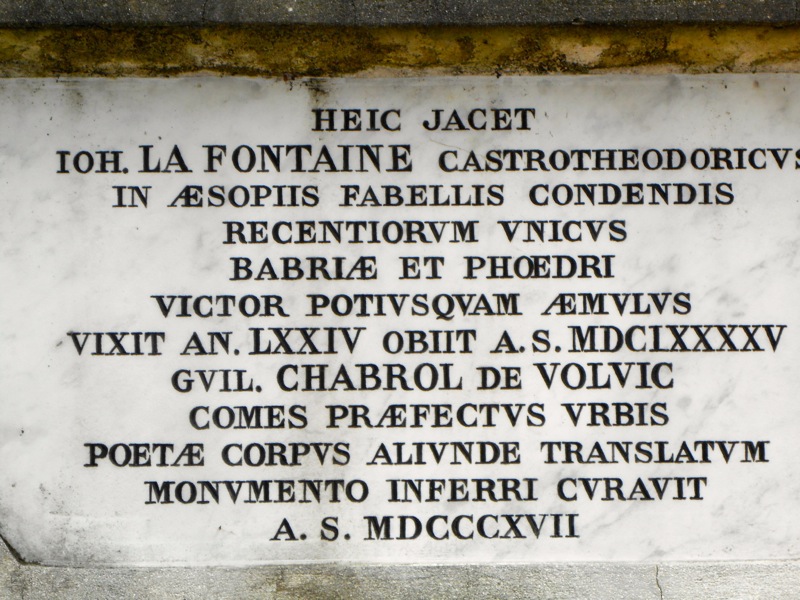 HEIC JACET
IOH. LA FONTAINE CASTROTHEODORICVS
IN ÆSOPIIS FABELLIS CONDENDIS
RECENTIORVM VNICVS
BABRIÆ ET PHŒDRI
VICTOR POTIVSQVAM ÆMVLVS
VIXIT AN. LXXIV OBIIT A. S. MDCLXXXXV
GVIL. CHABROL DE VOLVIC
COMES PRÆFECTVS VRBIS
POETÆ CORPVS ALIVNDE TRANSLATVM
MONVMENTO INFERRI CVRAVIT
A. S. MDCCCXVII